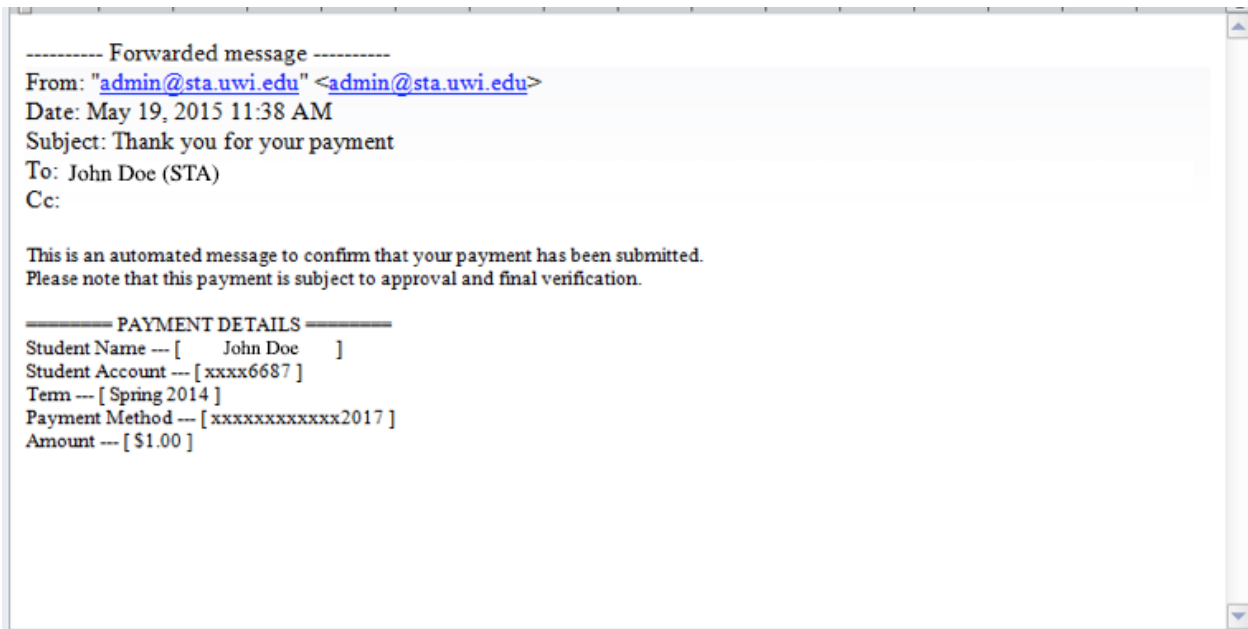 ---------- Forwarded message ----------
From: "admin@sta.uwi.edu" <admin@sta.uwi.edu>
Date: May 19, 2015 11:38 AM
Subject: Thank you for your payment
To: John Doe (STA)
Cc:
This is an automated message to confirm that your payment has been submitted.
Please note that this payment is subject to approval and final verification.
======== PAYMENT DETAILS ========
Student Name --- [ John Doe ]
Student Account --- [ xxxx6687 ]
Term --- [ Spring 2014 ]
Payment Method --- [ xxxxxxxxxxxx2017 ]
Amount --- [ $1.00 ]